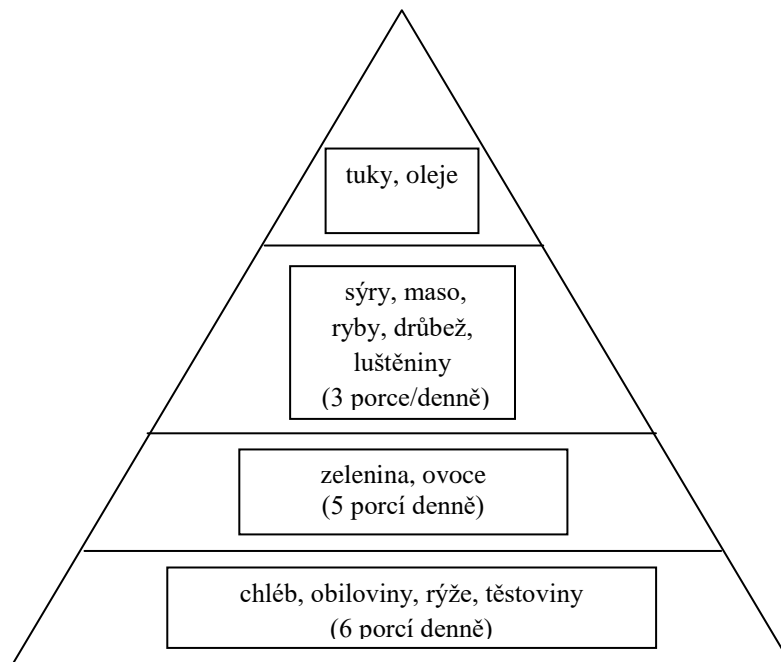 tuky, oleje
sýry, maso,
ryby, drůbež,
luštěniny
(3 porce/denně)
zelenina, ovoce
(5 porcí denně)
chléb, obiloviny, rýže, těstoviny
(6 porcí denně)